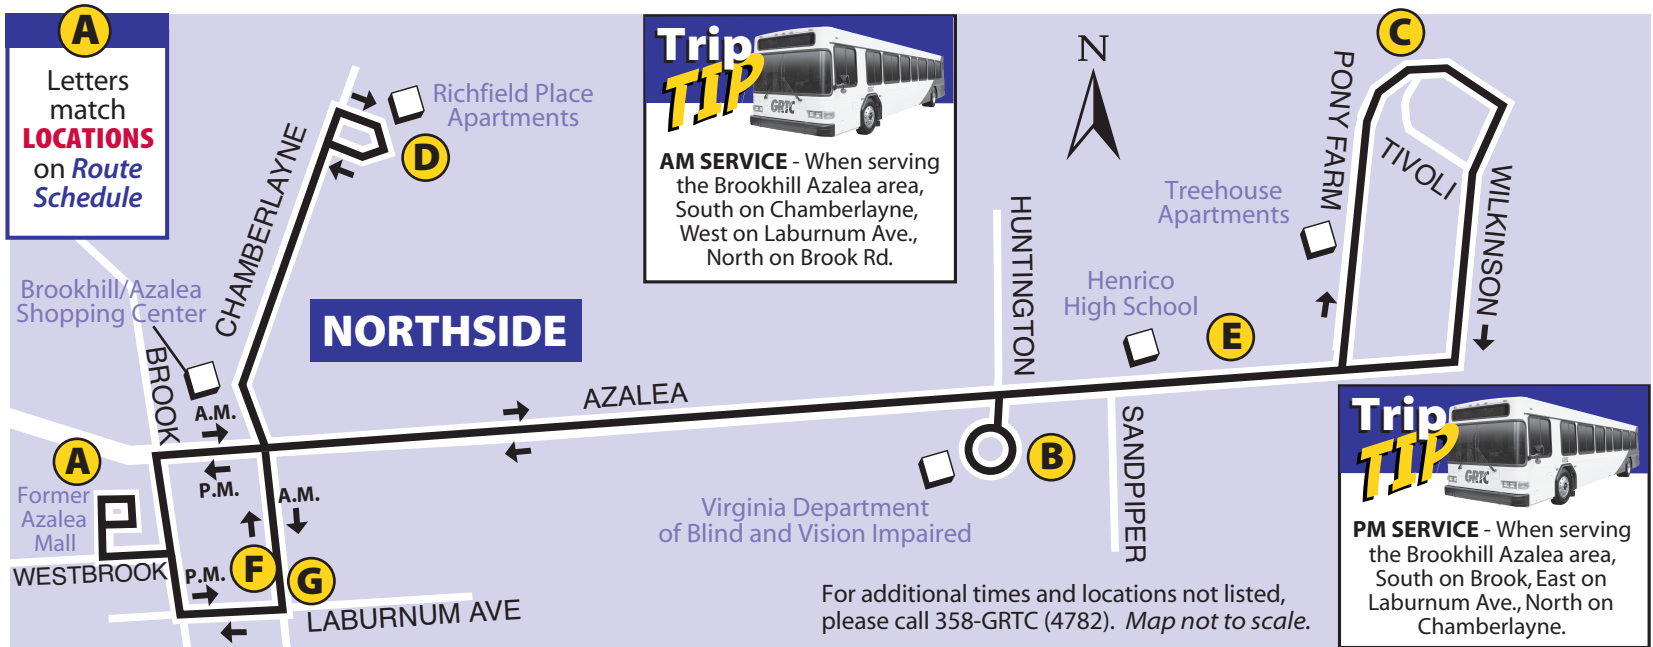 A
Letters
match
LOCATIONS
on Route
Schedule
Trip
TIP
GRTC
AM SERVICE - When serving
the Brookhill Azalea area,
South on Chamberlayne,
West on Laburnum Ave.,
North on Brook Rd.
N
C
PONY FARM
TIVOLI
WILKINSON
Richfield Place
Apartments
D
CHAMBERLAYNE
Treehouse
Apartments
HUNTINGTON
Henrico
High School
E
Brookhill/Azalea
Shopping Center
NORTHSIDE
BROOK
A.M.
AZALEA
A
P.M.
A.M.
Former
Azalea
Mall
WESTBROOK
P.M.
F
G
LABURNUM AVE
B
Virginia Department
of Blind and Vision Impaired
SANDPIPER
For additional times and locations not listed,
please call 358-GRTC (4782). Map not to scale.
Trip
TIP
GRTC
PM SERVICE - When serving
the Brookhill Azalea area,
South on Brook, East on
Laburnum Ave., North on
Chamberlayne.